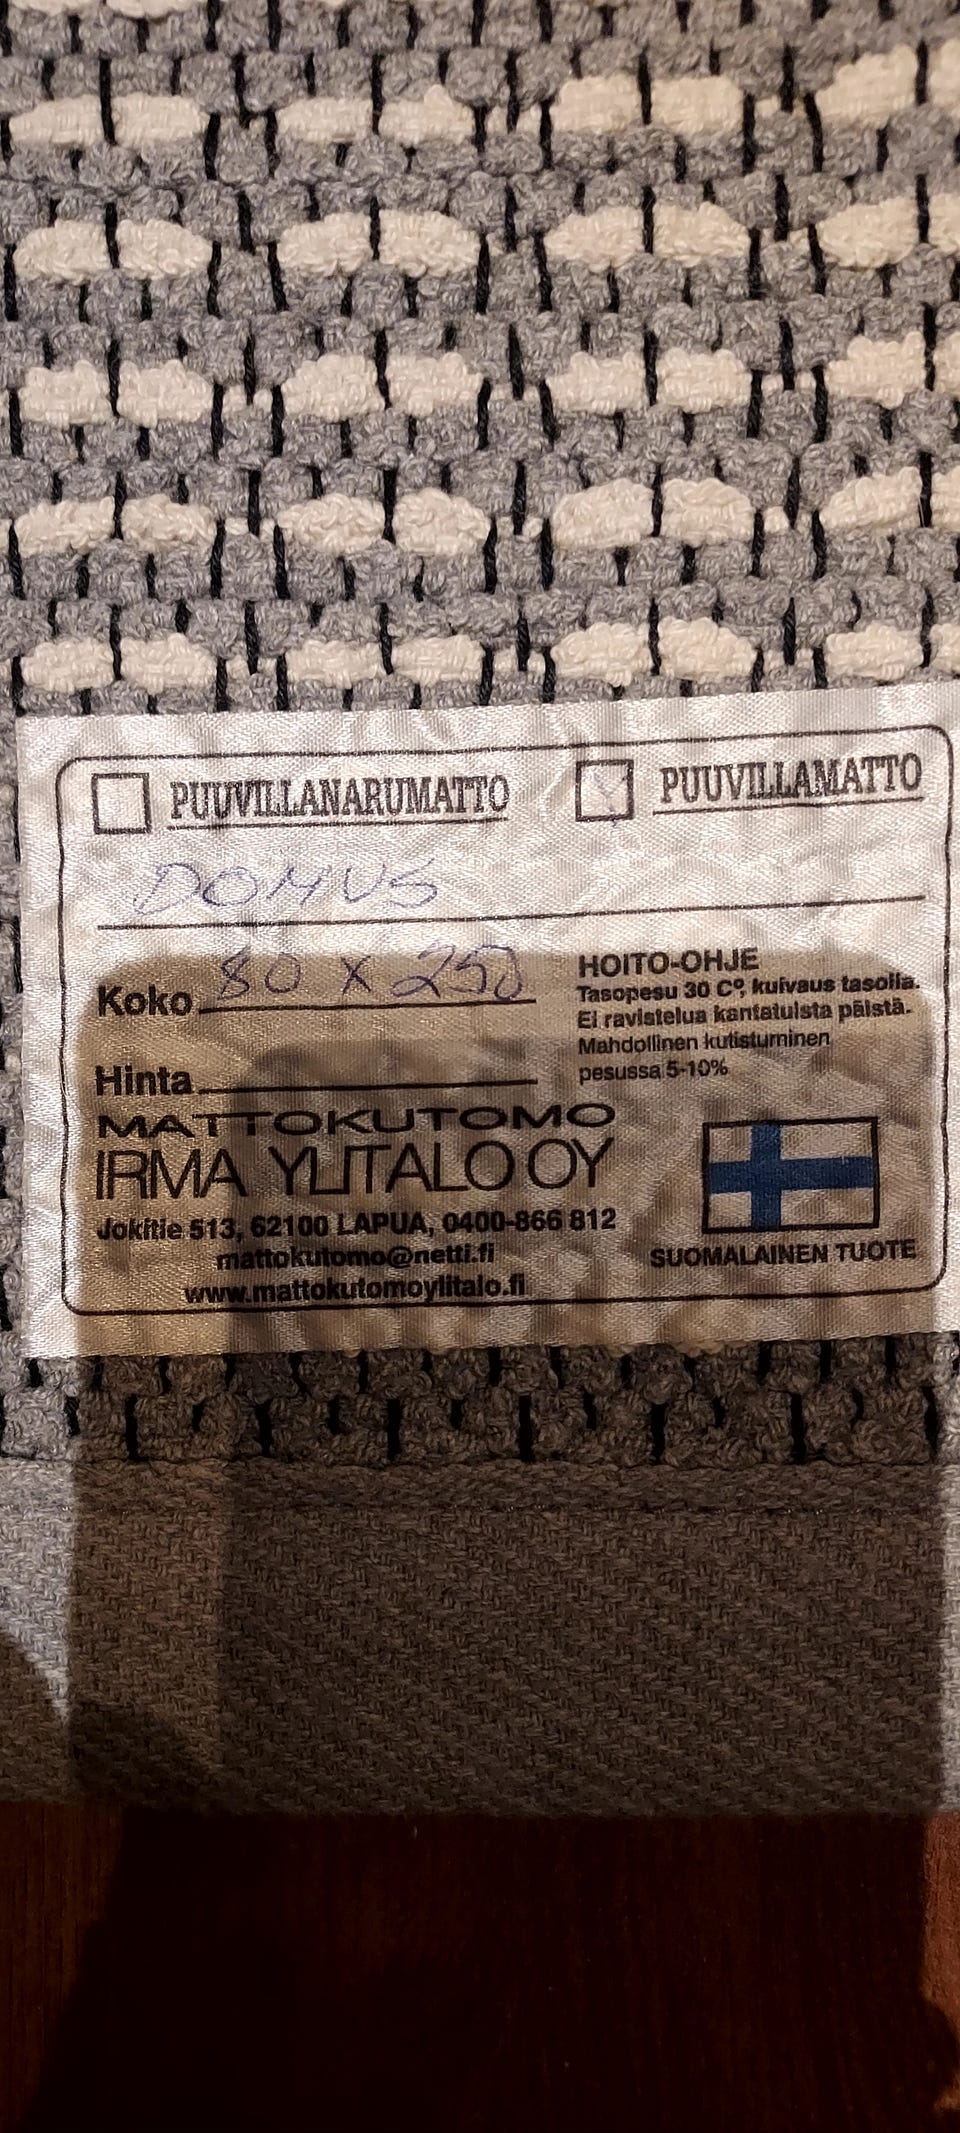 PUUVILLANARUMATTO
PUUVILLAMATTO
DOMUS
Koko 80 x 250
Hinta
HOITO-OHJE
Tasopesu 30 Cº, kuivaus tasolla.
Ei ravistelua kantatuista päistä.
Mahdollinen kutistuminen
pesussa 5-10%
MATTOKUTOMO
IRMA YLITALO OY
Jokitie 513, 62100 LAPUA, 0400-866 812
mattokutomo@netti.fi
www.mattokutomoylitalo.fi
SUOMALAINEN TUOTE